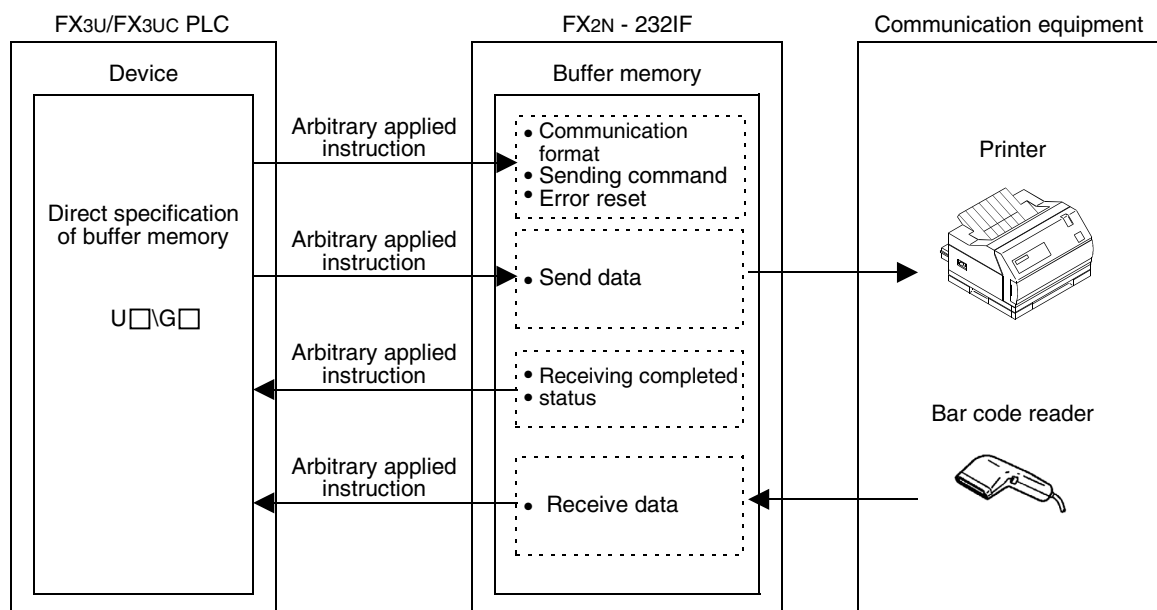 FX3U/FX3UC PLC
FX2N - 232IF
Communication equipment
Device
Buffer memory
Direct specification
of buffer memory
U□\G□
Arbitrary applied
instruction
• Communication
format
• Sending command
• Error reset
Arbitrary applied
instruction
• Send data
Arbitrary applied
instruction
• Receiving completed
• status
Arbitrary applied
instruction
• Receive data
Printer
Bar code reader